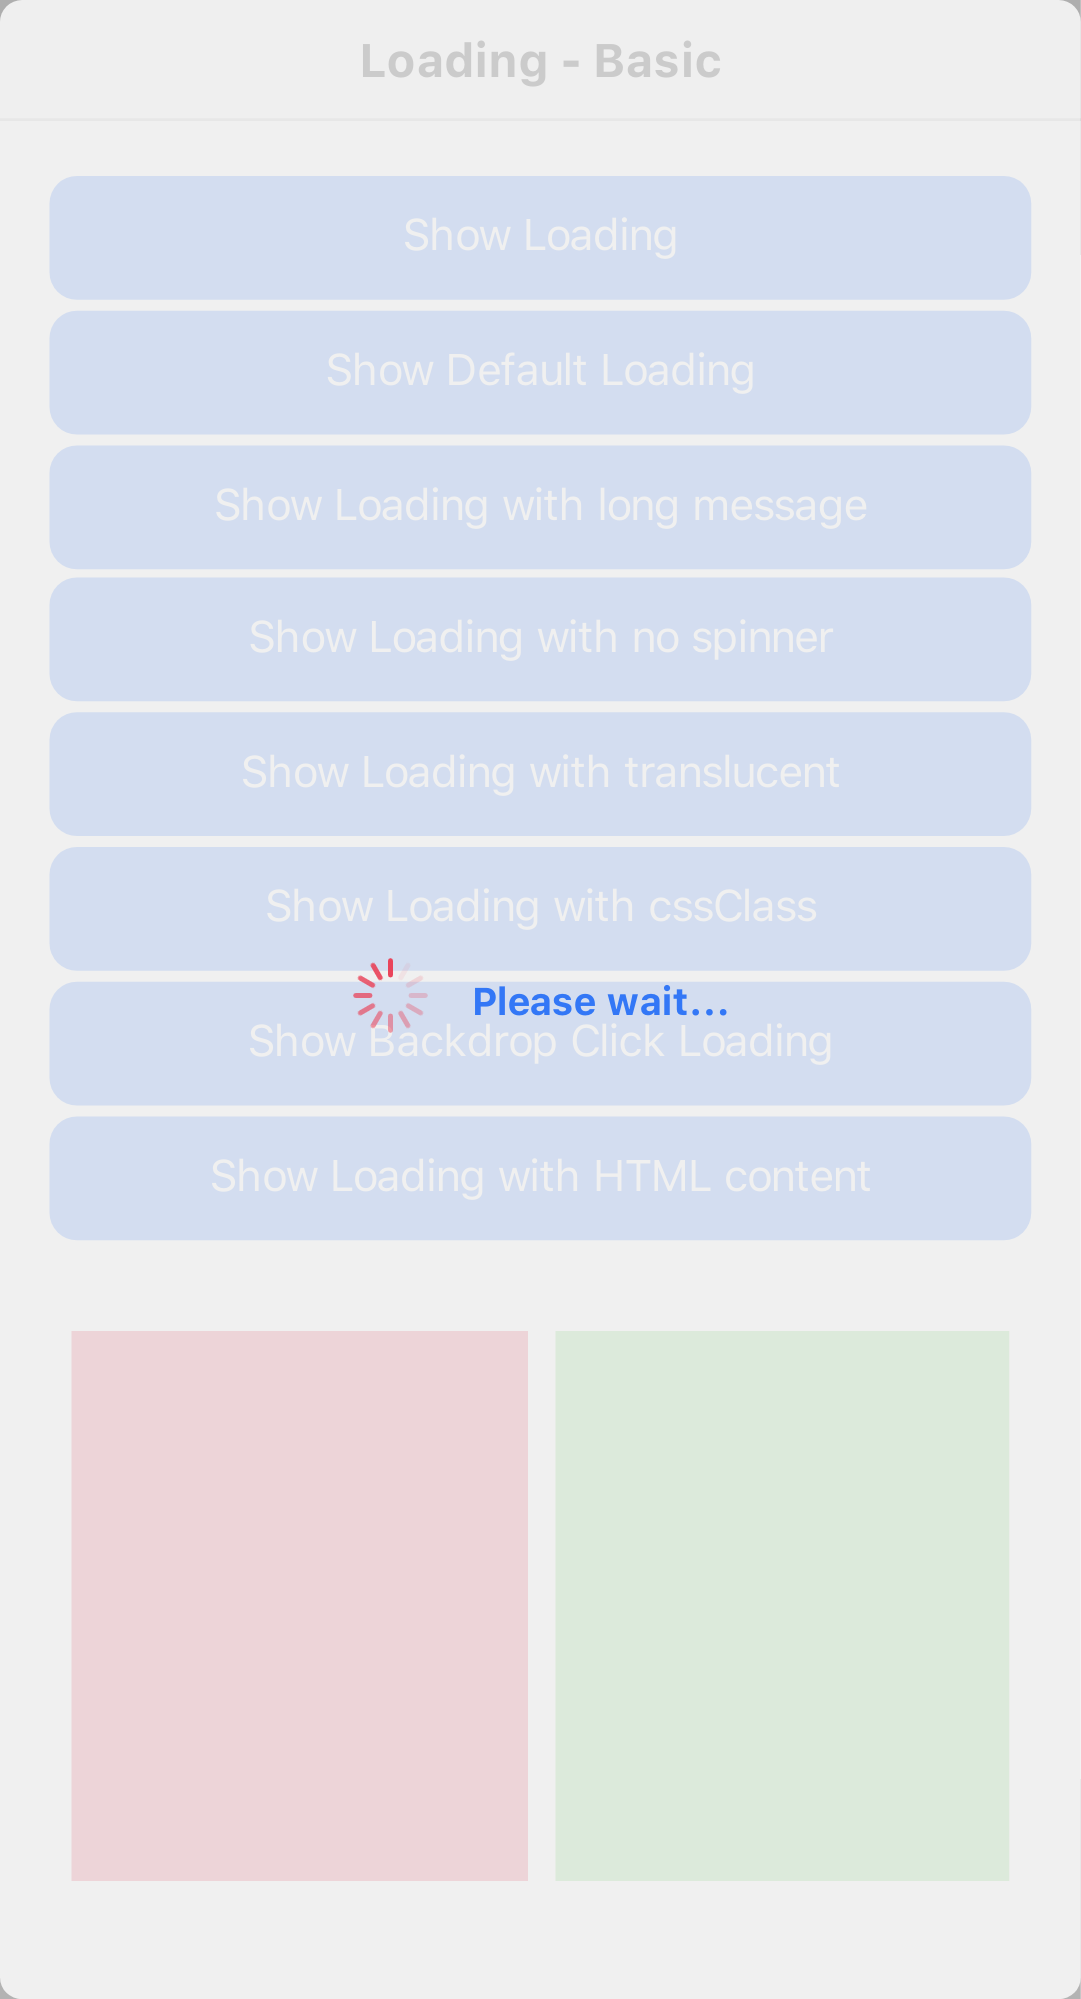 Loading - Basic
Show Loading
Show Default Loading
Show Loading with long message
Show Loading with no spinner
Show Loading with translucent
Show Loading with cssClass
Please wait...
Show Backdrop Click Loading
Show Loading with HTML content